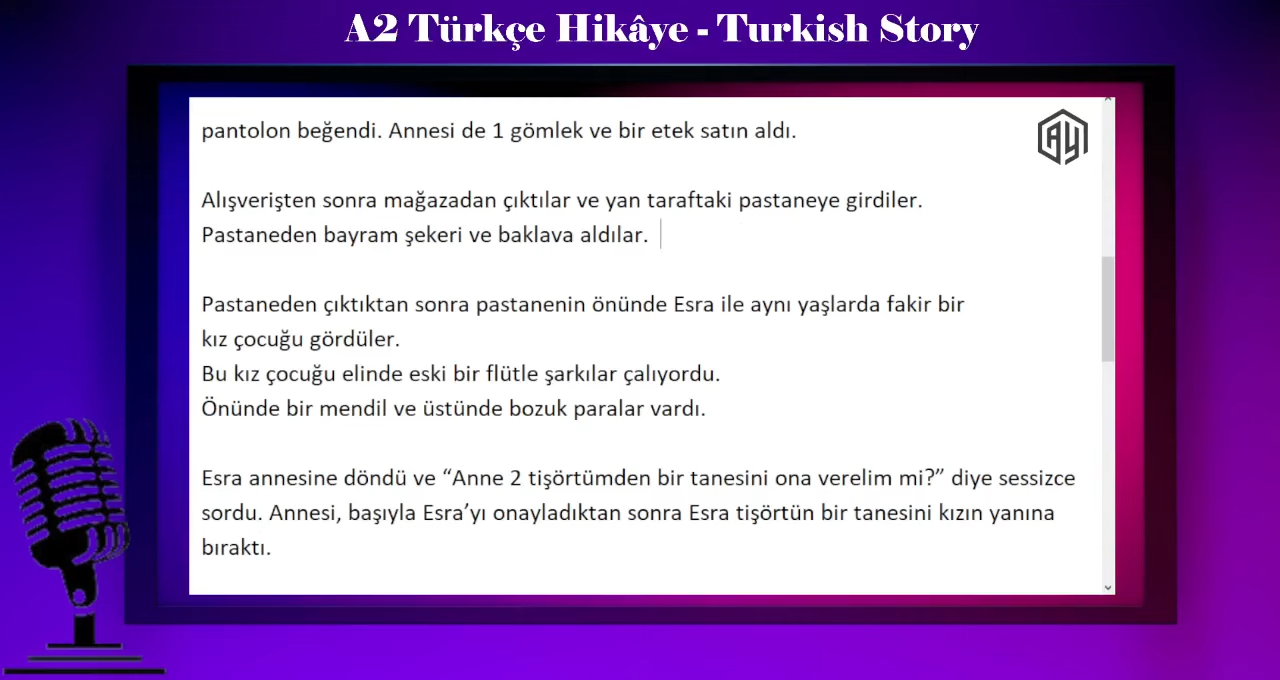 A2 Türkçe Hikâye - Turkish Story
AY
pantolon beğendi. Annesi de 1 gömlek ve bir etek satın aldı.
Alışverişten sonra mağazadan çıktılar ve yan taraftaki pastaneye girdiler.
Pastaneden bayram şekeri ve baklava aldılar.
Pastaneden çıktıktan sonra pastanenin önünde Esra ile aynı yaşlarda fakir bir
kız çocuğu gördüler.
Bu kız çocuğu elinde eski bir flütle şarkılar çalıyordu.
Önünde bir mendil ve üstünde bozuk paralar vardı.
Esra annesine döndü ve “Anne 2 tişörtümden bir tanesini ona verelim mi?” diye sessizce
sordu. Annesi, başıyla Esra’yı onayladıktan sonra Esra tişörtün bir tanesini kızın yanına
bıraktı.